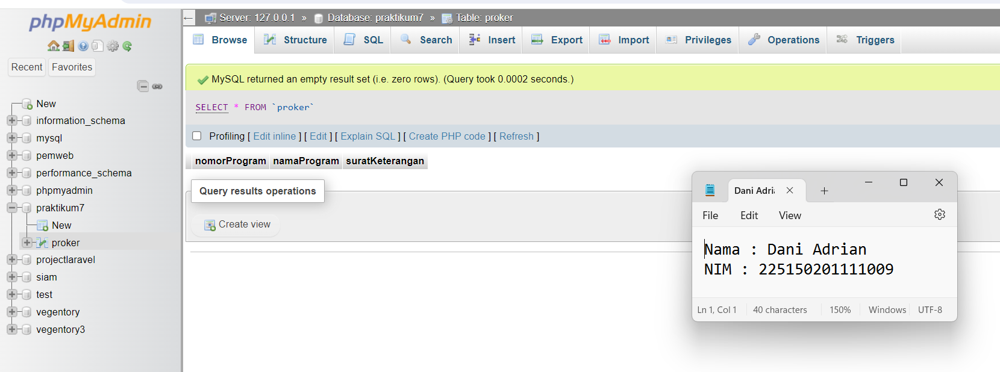 phpMyAdmin
Recent Favorites
New
information_schema
mysql
pemweb
performance_schema
phpmyadmin
praktikum7
New
proker
projectlaravel
siam
test
vegentory
vegentory3
Server: 127.0.0.1 » Database: praktikum7 » Table: proker
Browse Structure SQL Search Insert Export Import Privileges Operations Triggers
MySQL returned an empty result set (i.e. zero rows). (Query took 0.0002 seconds.)
SELECT * FROM `proker`
Profiling [ Edit inline ] [ Edit ] [ Explain SQL ] [ Create PHP code ] [ Refresh ]
nomorProgram namaProgram suratKeterangan
Query results operations
Create view
Dani Adri
File Edit View
Nama : Dani Adrian
NIM : 225150201111009
Ln 1, Col 1 40 characters 150% Windows UTF-8